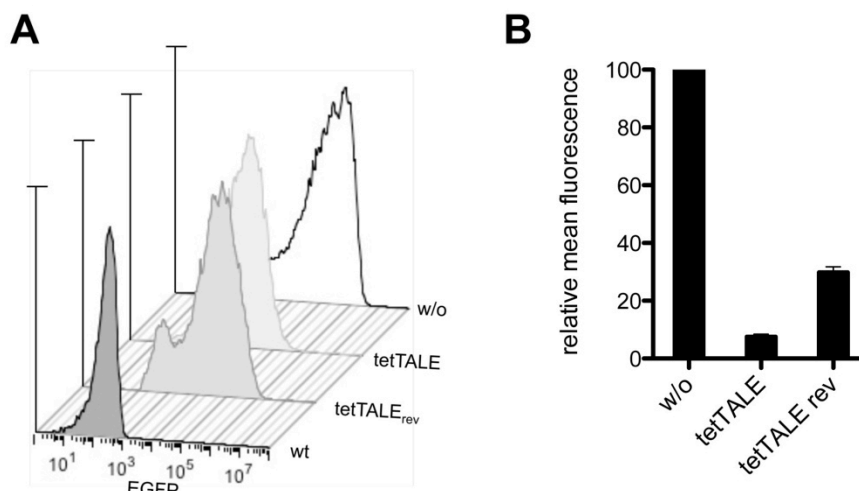 A
w/o
tetTALE
tetTALErev
wt
10¹ 10³ 10⁵ 10⁷
EGFP
B
relative mean fluorescence
100
80
60
40
20
0
w/o
tetTALE
tetTALE rev